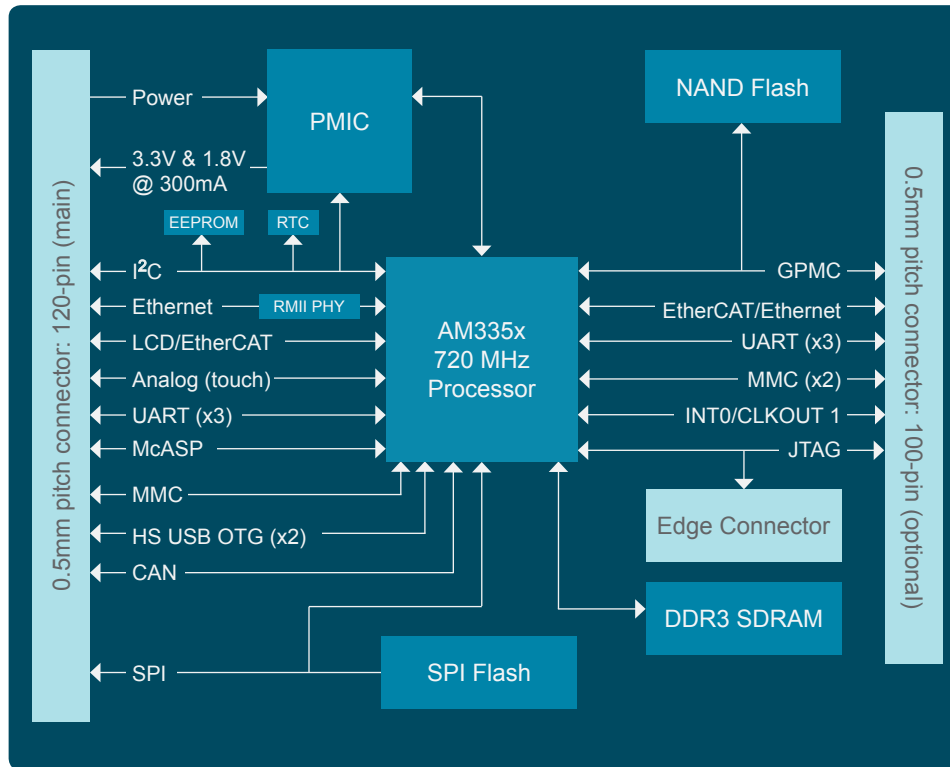 0.5mm pitch connector: 120-pin (main)
Power
3.3V & 1.8V
@ 300mA
PMIC
EEPROM
RTC
I²C
Ethernet
RMII PHY
LCD/EtherCAT
Analog (touch)
UART (x3)
McASP
MMC
HS USB OTG (x2)
CAN
SPI
AM335x
720 MHz
Processor
SPI Flash
NAND Flash
GPMC
EtherCAT/Ethernet
UART (x3)
MMC (x2)
INT0/CLKOUT 1
JTAG
Edge Connector
DDR3 SDRAM
0.5mm pitch connector: 100-pin (optional)